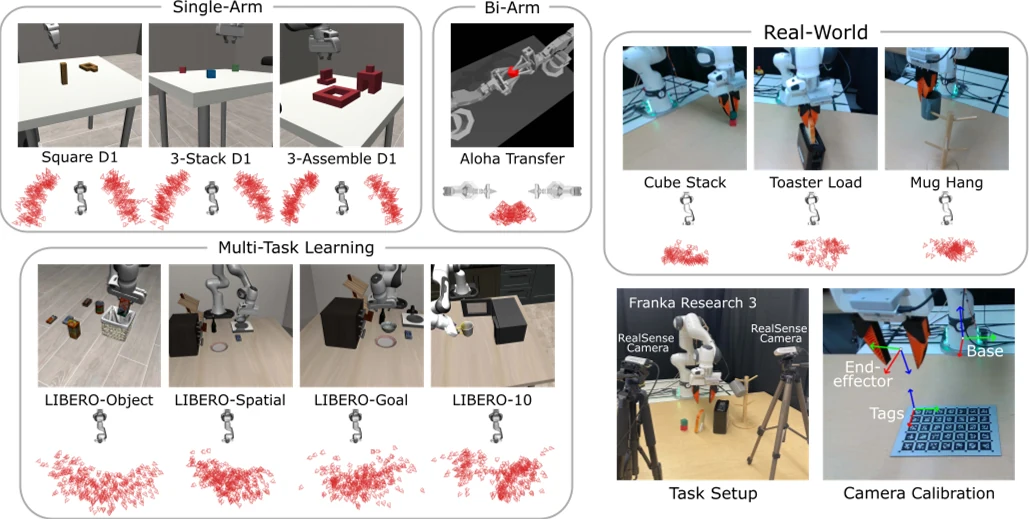 Single-Arm
Square D1
3-Stack D1
3-Assemble D1
Bi-Arm
Aloha Transfer
Real-World
Cube Stack
Toaster Load
Mug Hang
Multi-Task Learning
LIBERO-Object
LIBERO-Spatial
LIBERO-Goal
LIBERO-10
Franka Research 3
RealSense
Camera
RealSense
Camera
Task Setup
Base
End-
effector
Tags
Camera Calibration